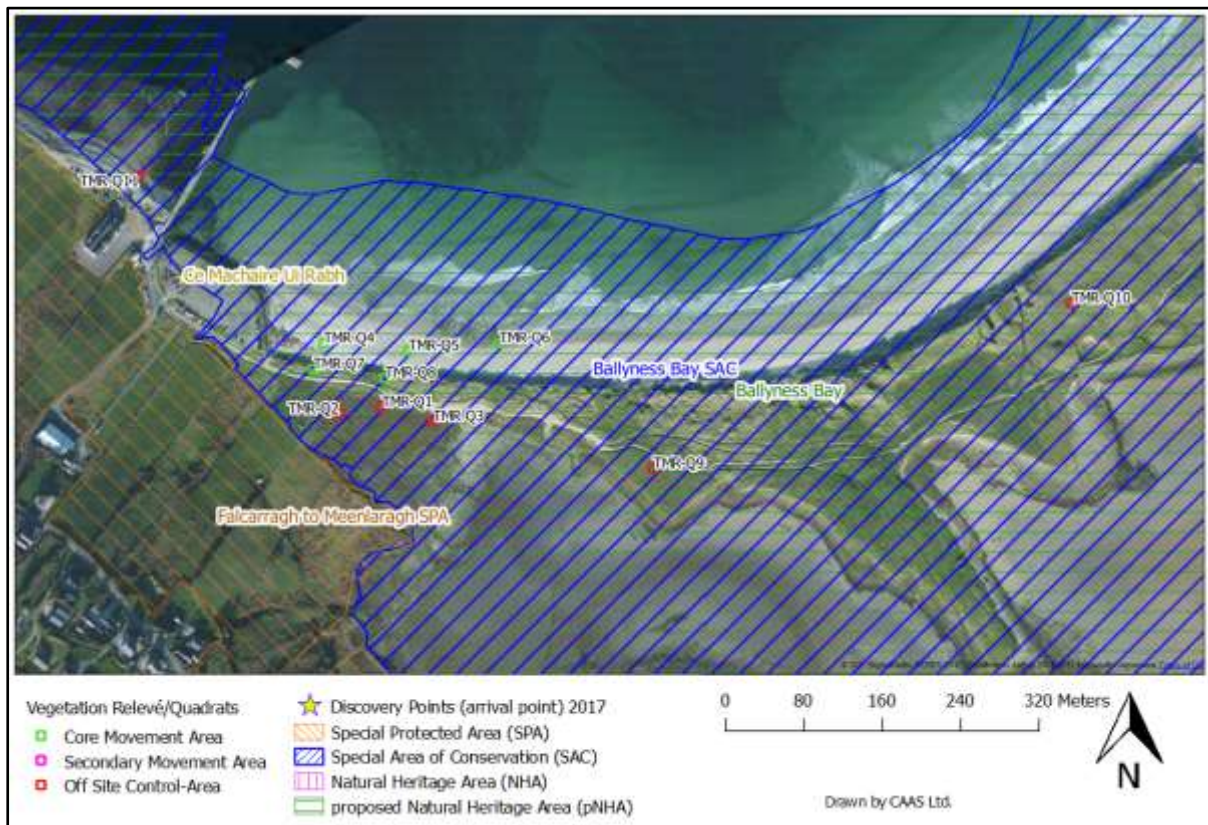 TMR-Q11
Ce Machaire Uí Rabh
TMR-Q4
TMR-Q5
TMR-Q6
TMR-Q7
TMR-Q8
Ballyness Bay SAC
Ballyness Bay
TMR-Q10
TMR-Q2
TMR-Q1
TMR-Q3
TMR-Q9
Falcarragh to Meenlaragh SPA
Vegetation Relevé/Quadrats
Core Movement Area
Secondary Movement Area
Off Site Control-Area
Discovery Points (arrival point) 2017
Special Protected Area (SPA)
Special Area of Conservation (SAC)
Natural Heritage Area (NHA)
proposed Natural Heritage Area (pNHA)
0 80 160 240 320 Meters
N
Drawn by CAAS Ltd.